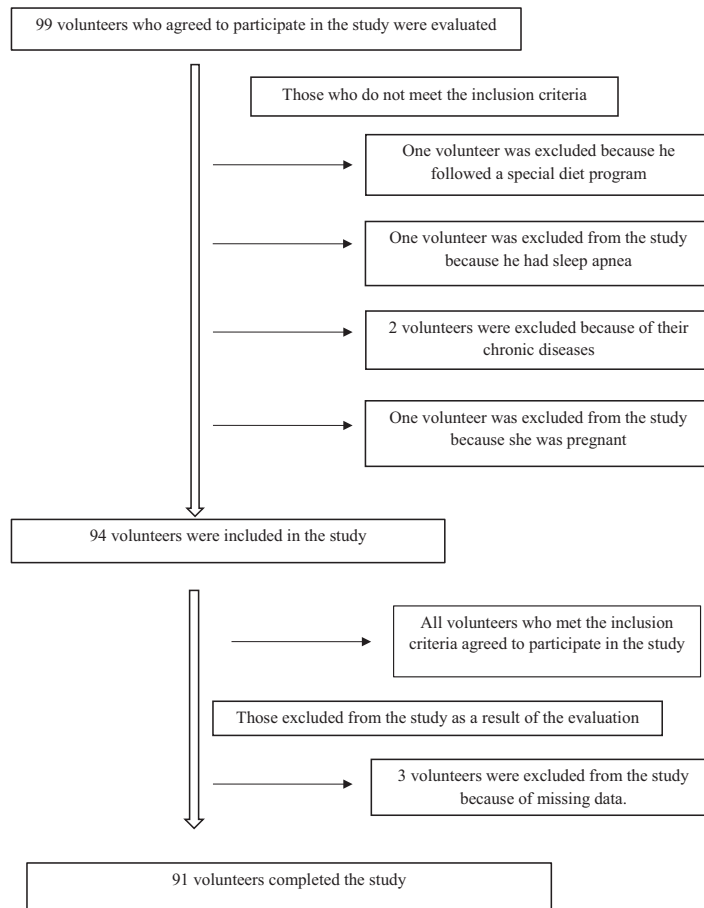 99 volunteers who agreed to participate in the study were evaluated
Those who do not meet the inclusion criteria
One volunteer was excluded because he
followed a special diet program
One volunteer was excluded from the study
because he had sleep apnea
2 volunteers were excluded because of their
chronic diseases
One volunteer was excluded from the study
because she was pregnant
94 volunteers were included in the study
All volunteers who met the inclusion
criteria agreed to participate in the study
Those excluded from the study as a result of the evaluation
3 volunteers were excluded from the study
because of missing data.
91 volunteers completed the study